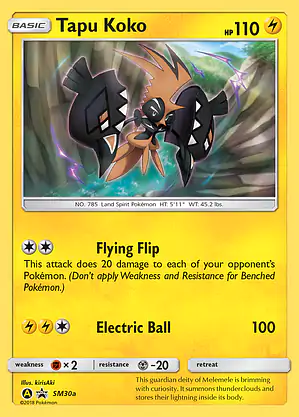 BASIC
Tapu Koko
HP 110
NO. 785 Land Spirit Pokémon HT: 5'11" WT: 45.2 lbs.
Flying Flip
This attack does 20 damage to each of your opponent's
Pokémon. (Don't apply Weakness and Resistance for Benched
Pokémon.)
Electric Ball 100
weakness × 2 resistance -20 retreat
Illus. kirisAki
A SM30a
©2018 Pokémon
This guardian deity of Melemele is brimming
with curiosity. It summons thunderclouds and
stores their lightning inside its body.